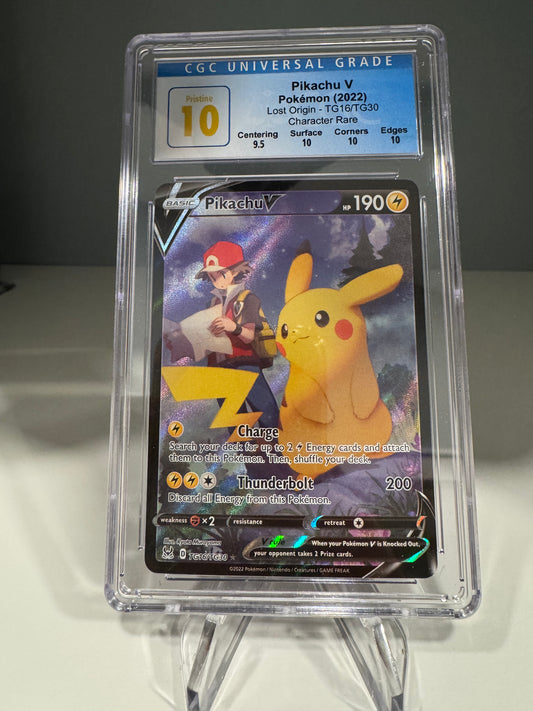 CGC UNIVERSAL GRADE
Pristine
10
Pikachu V
Pokémon (2022)
Lost Origin - TG16/TG30
Character Rare
Centering Surface Corners Edges
9.5 10 10 10
BASIC Pikachu V HP 190
Charge
Search your deck for up to 2 Energy cards and attach
them to this Pokémon. Then, shuffle your deck.
Thunderbolt 200
Discard all Energy from this Pokémon.
weakness ×2 resistance retreat
V rule When your Pokémon V is Knocked Out,
your opponent takes 2 Prize cards.
Illus. Ryota Murayama
TG16/TG30
©2022 Pokémon / Nintendo / Creatures / GAME FREAK